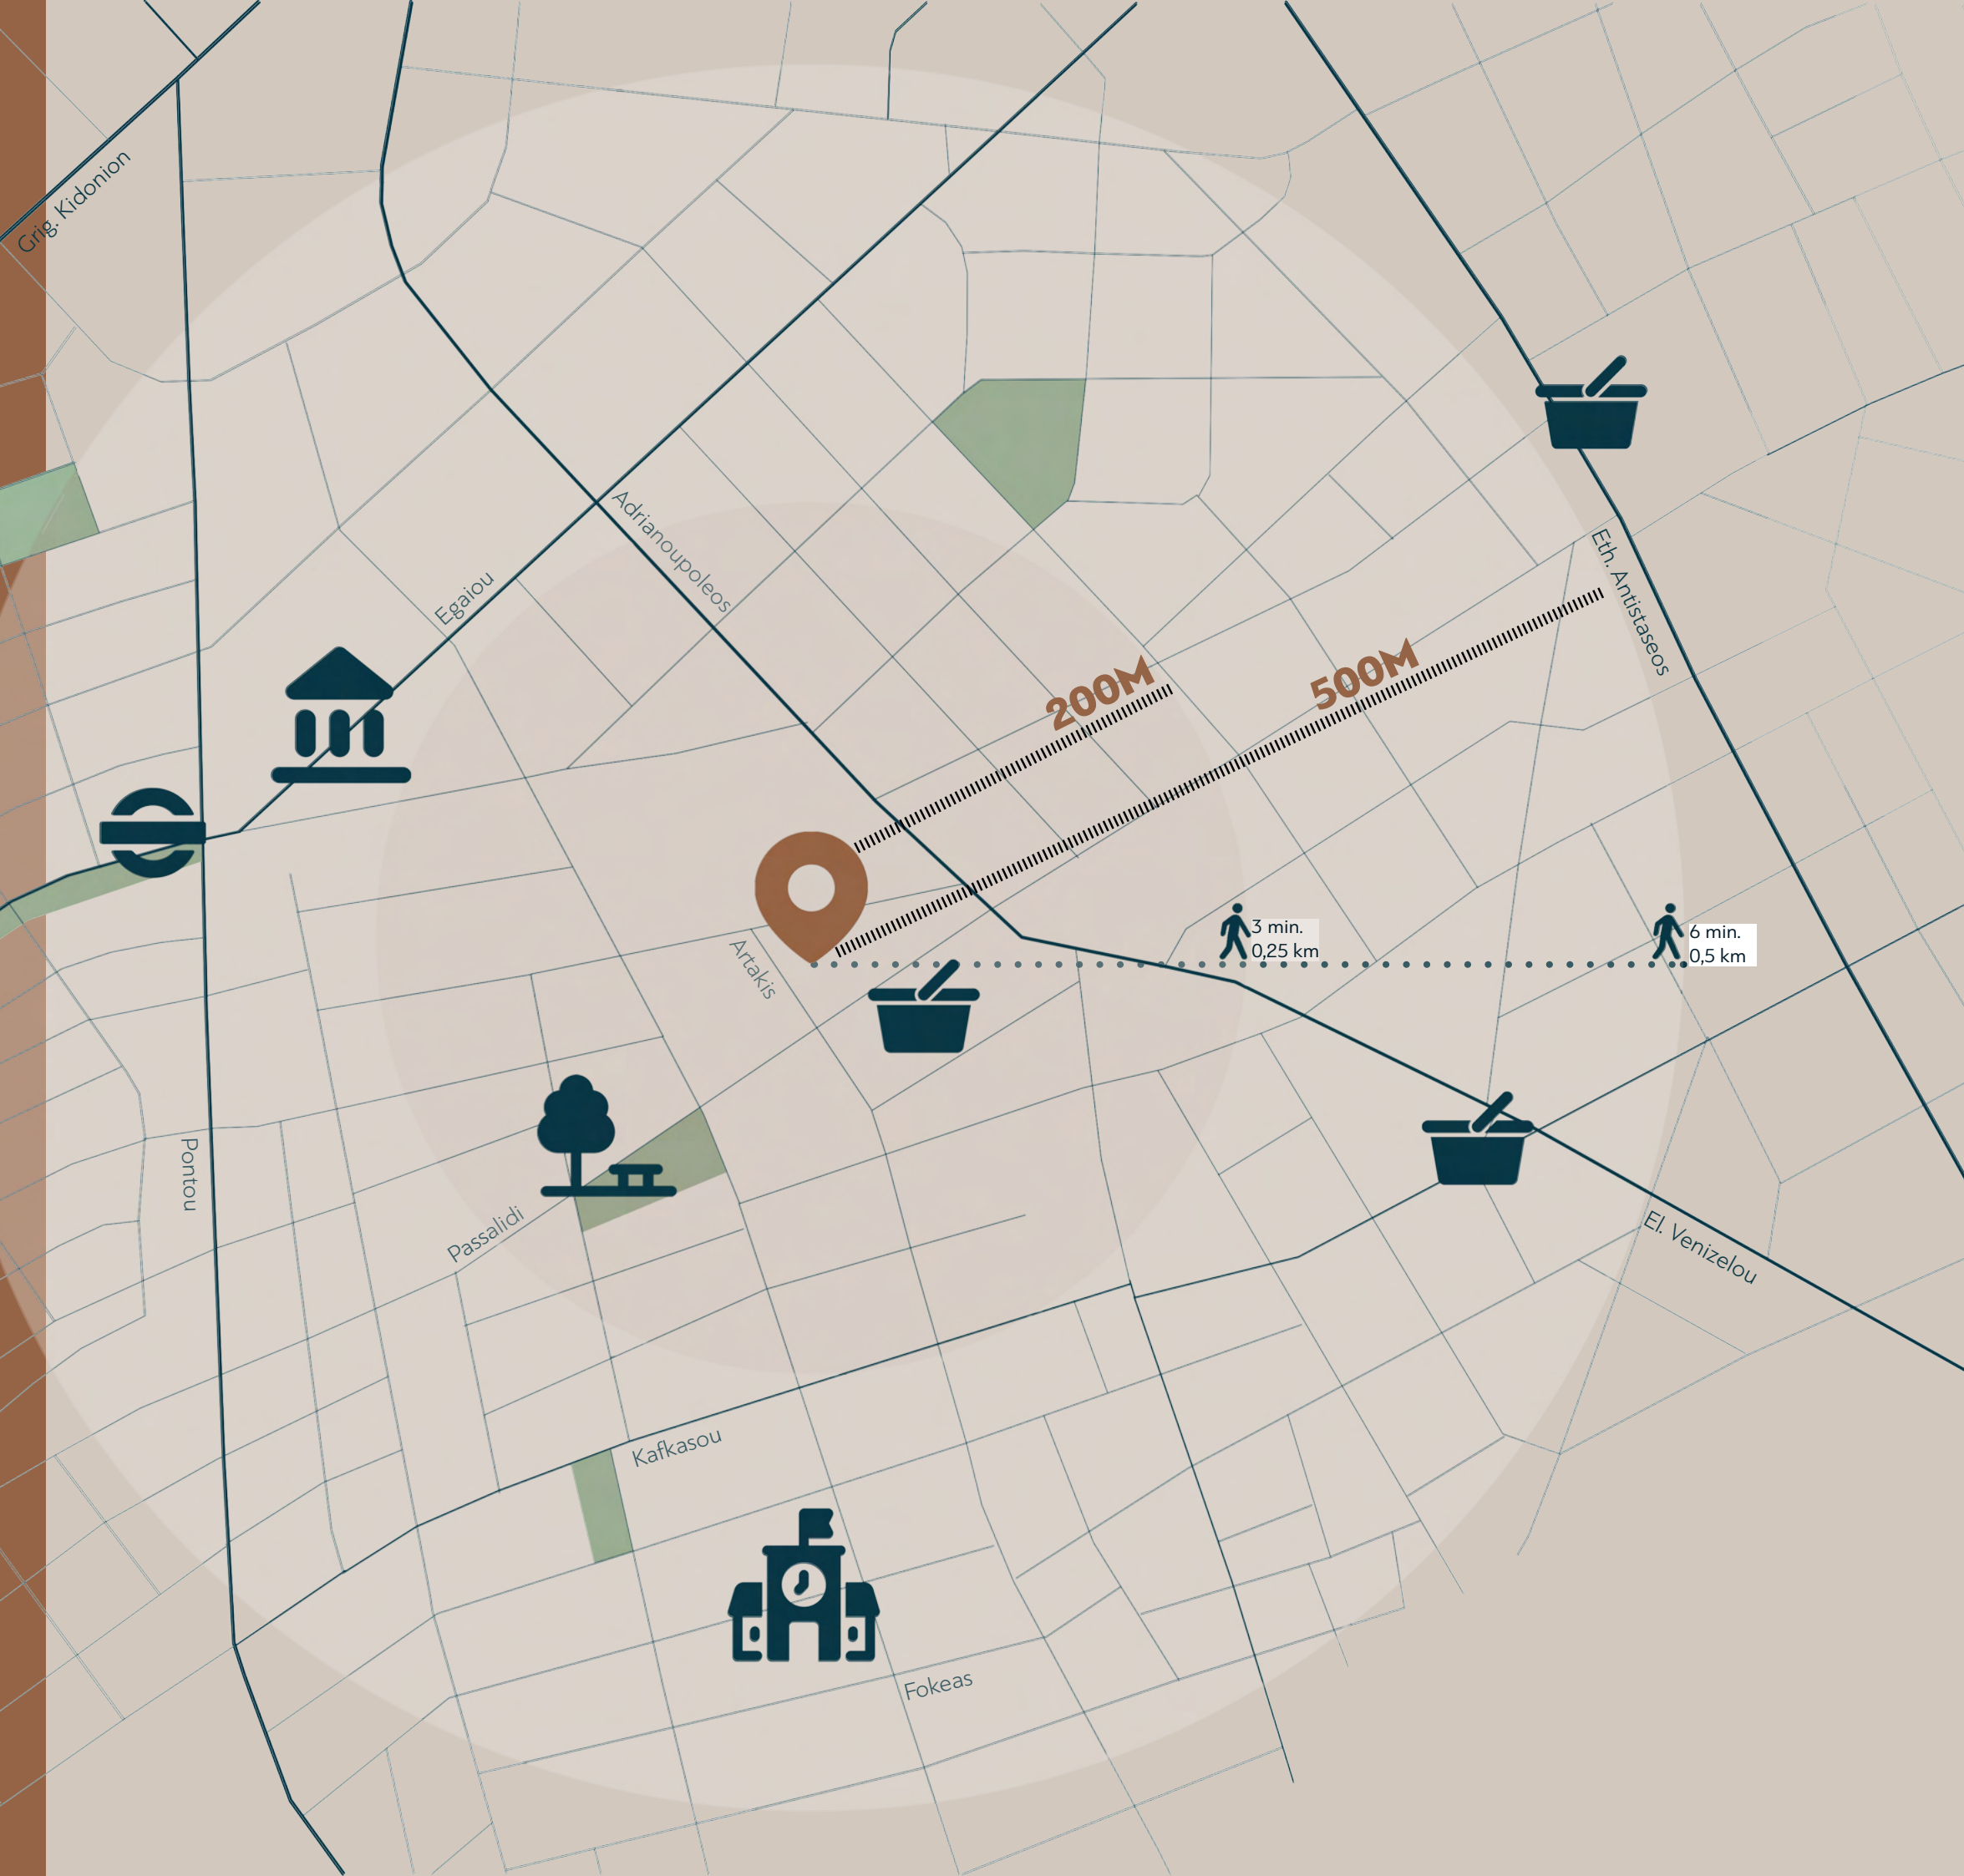 Grig. Kidonion
Adrianoupoleos
Egaiou
Eth. Antistaseos
200M
500M
3 min.
0,25 km
6 min.
0,5 km
Artakis
Pontou
Passalidi
El. Venizelou
Kafkasou
Fokeas